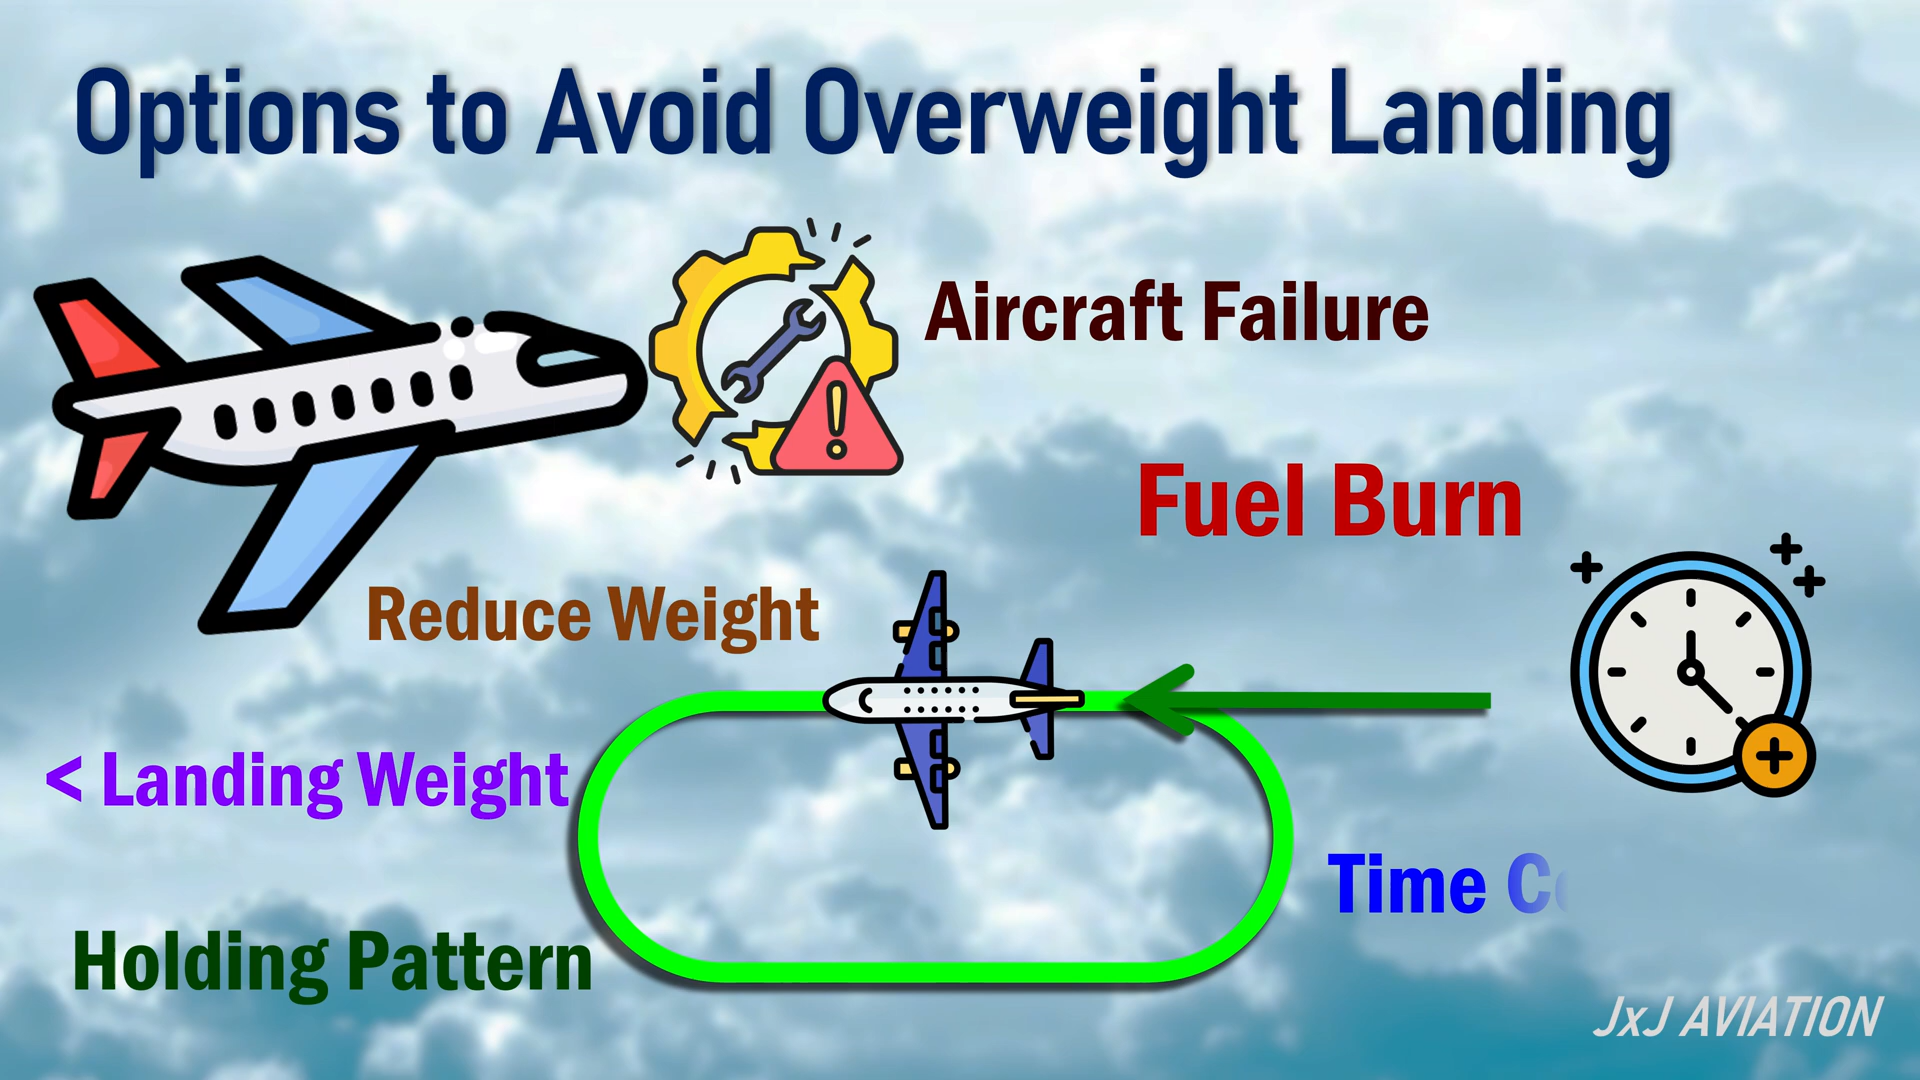 Options to Avoid Overweight Landing
Aircraft Failure
Fuel Burn
Reduce Weight
< Landing Weight
Time
Holding Pattern
JxJ AVIATION